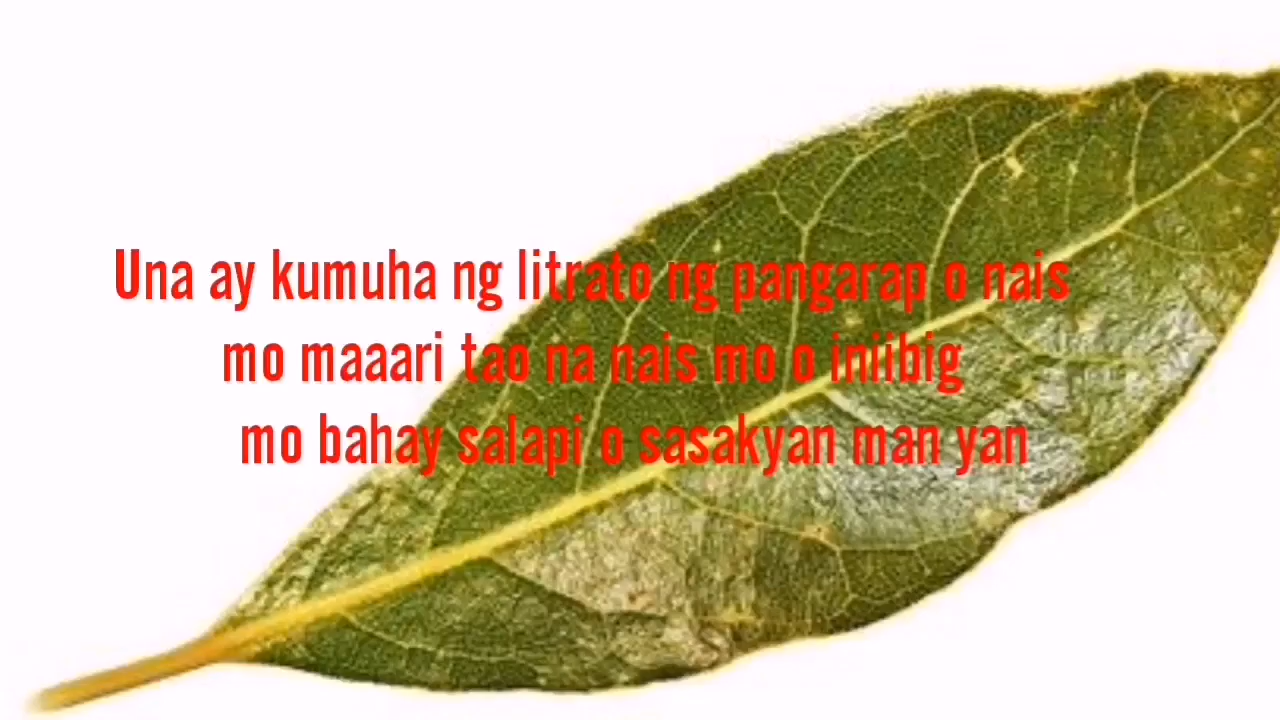 Una ay kumuha ng litrato ng pangarap o nais
mo maaari tao na nais mo o iniibig
mo bahay salapi o sasakyan man yan